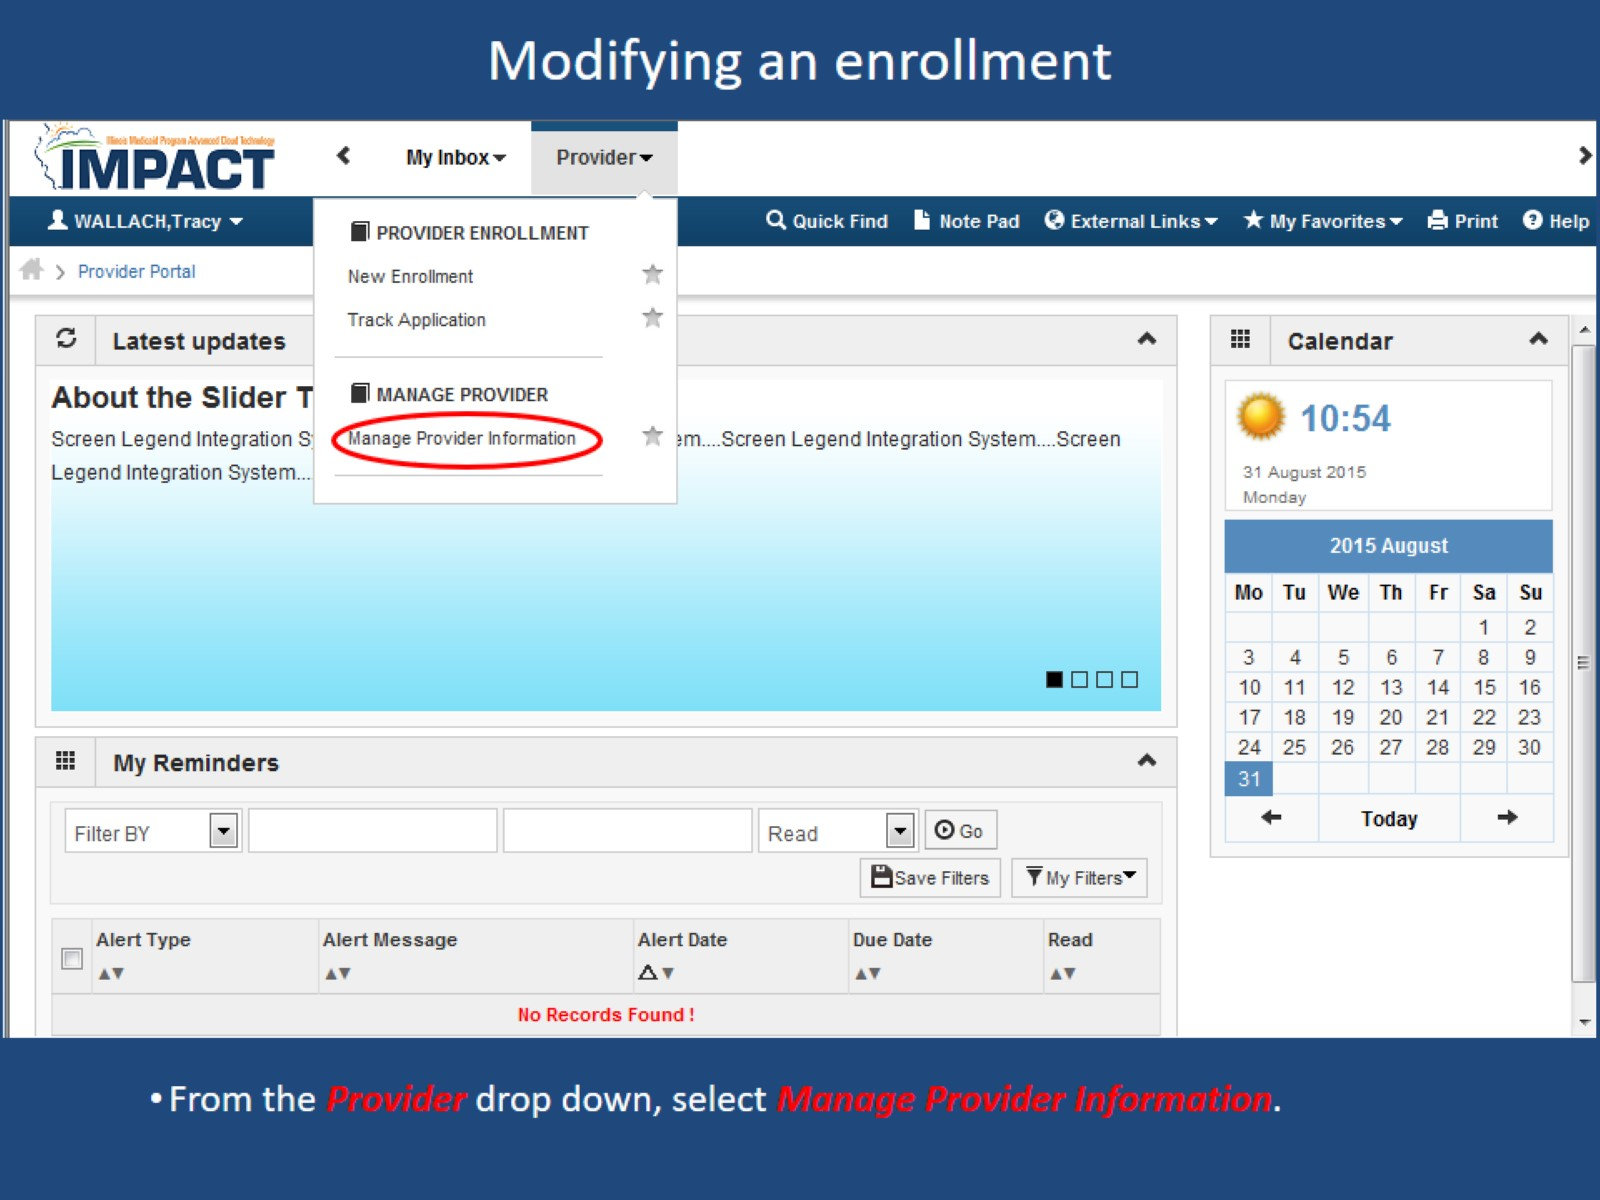 Modifying an enrollment
Illinois Medicaid Program Advanced Cloud Technology
IMPACT
My Inbox
Provider
WALLACH,Tracy
Quick Find
Note Pad
External Links
My Favorites
Print
Help
Provider Portal
PROVIDER ENROLLMENT
New Enrollment
Track Application
MANAGE PROVIDER
Manage Provider Information
Latest updates
About the Slider T
Screen Legend Integration S
em....Screen Legend Integration System....Screen
Legend Integration System...
Calendar
10:54
31 August 2015
Monday
2015 August
Mo Tu We Th Fr Sa Su
1 2
3 4 5 6 7 8 9
10 11 12 13 14 15 16
17 18 19 20 21 22 23
24 25 26 27 28 29 30
31
Today
My Reminders
Filter BY
Read
Go
Save Filters
My Filters
Alert Type Alert Message Alert Date Due Date Read
No Records Found !
• From the Provider drop down, select Manage Provider Information.